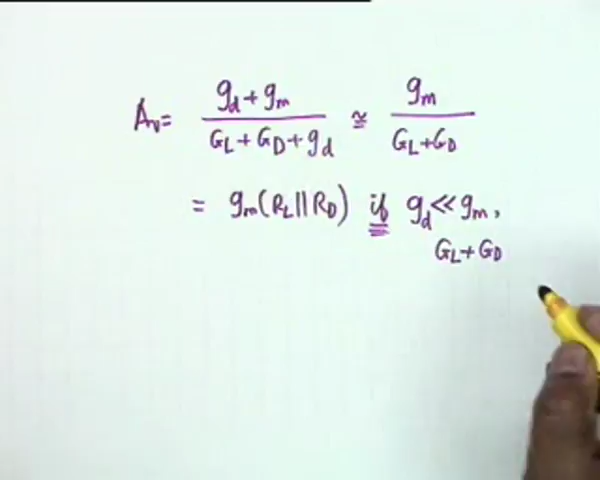 Av = (gd + gm) / (GL + GD + gd) ≅ gm / (GL + GD)
= gm (RL || RD) if gd << gm,
GL + GD